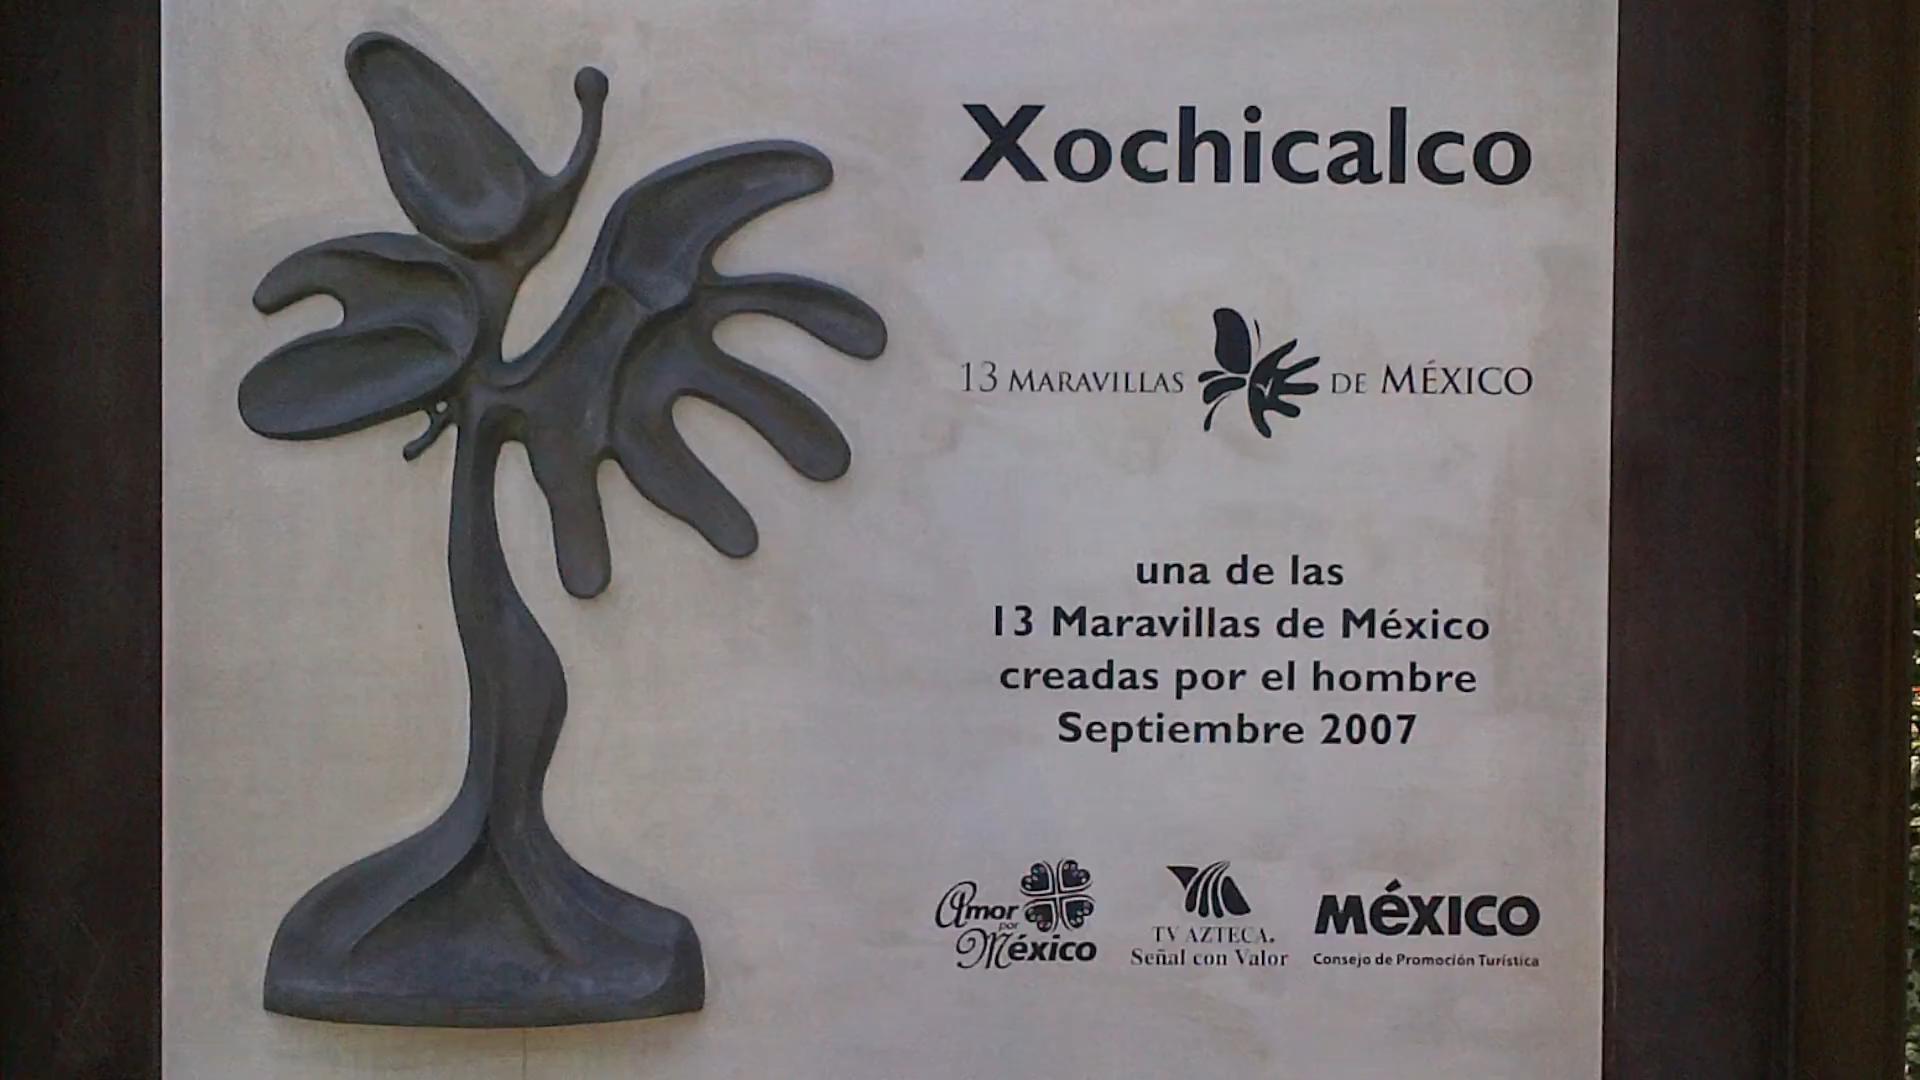 Xochicalco
13 MARAVILLAS DE MÉXICO
una de las
13 Maravillas de México
creadas por el hombre
Septiembre 2007
Amor
por
México
TV AZTECA.
Señal con Valor
México
Consejo de Promoción Turística